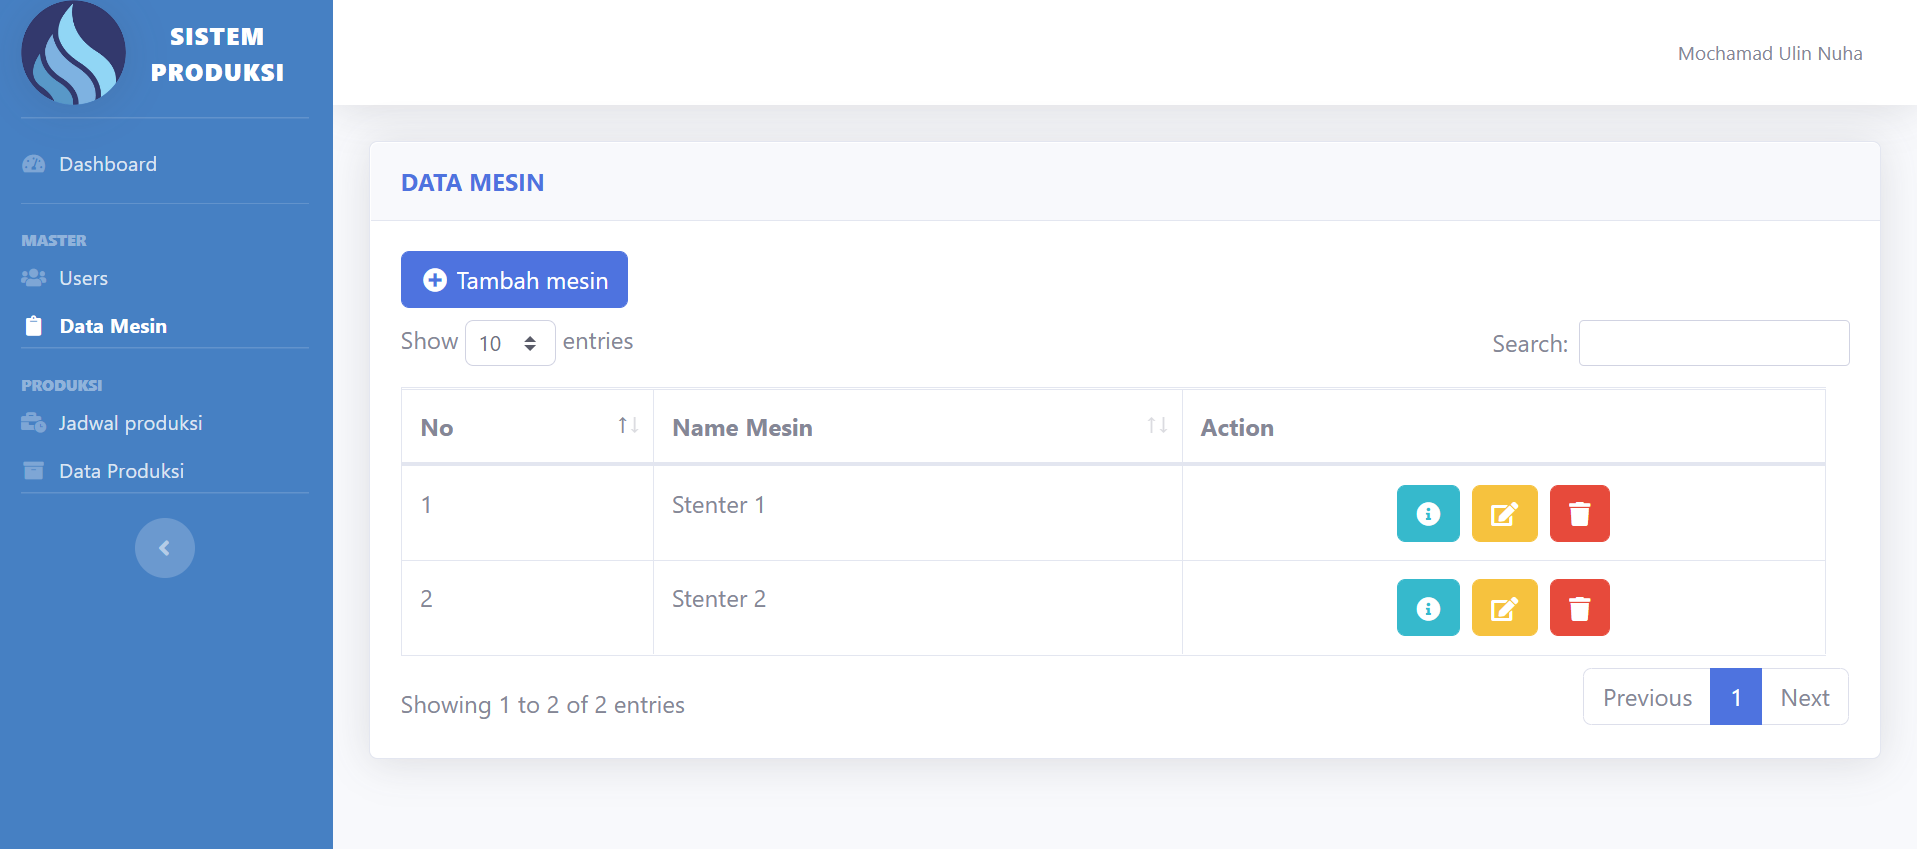 SISTEM
PRODUKSI
Mochamad Ulin Nuha
Dashboard
MASTER
Users
Data Mesin
PRODUKSI
Jadwal produksi
Data Produksi
DATA MESIN
Tambah mesin
Show 10 entries
Search:
No Name Mesin Action
1 Stenter 1
2 Stenter 2
Showing 1 to 2 of 2 entries
Previous 1 Next